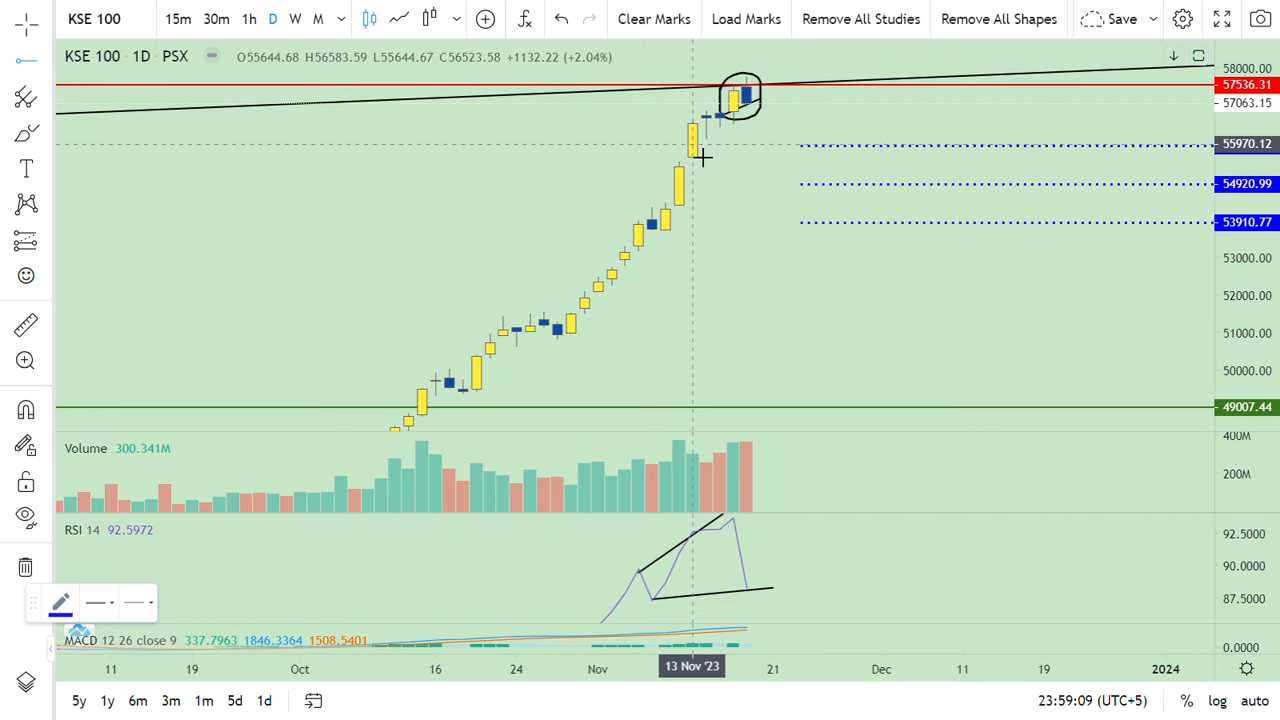 KSE 100 15m 30m 1h D W M Clear Marks Load Marks Remove All Studies Remove All Shapes Save
KSE 100 · 1D · PSX O55644.68 H56583.59 L55644.67 C56523.58 +1132.22 (+2.04%)
58000.00
57536.31
57063.15
55970.12
54920.99
53910.77
53000.00
52000.00
51000.00
50000.00
49007.44
Volume 300.341M
400M
200M
RSI 14 92.5972
92.5000
90.0000
87.5000
MACD 12 26 close 9 337.7963 1846.3364 1508.5401
0.0000
11 19 Oct 16 24 Nov 13 Nov '23 21 Dec 11 19 2024
5y 1y 6m 3m 1m 5d 1d 23:59:09 (UTC+5) % log auto